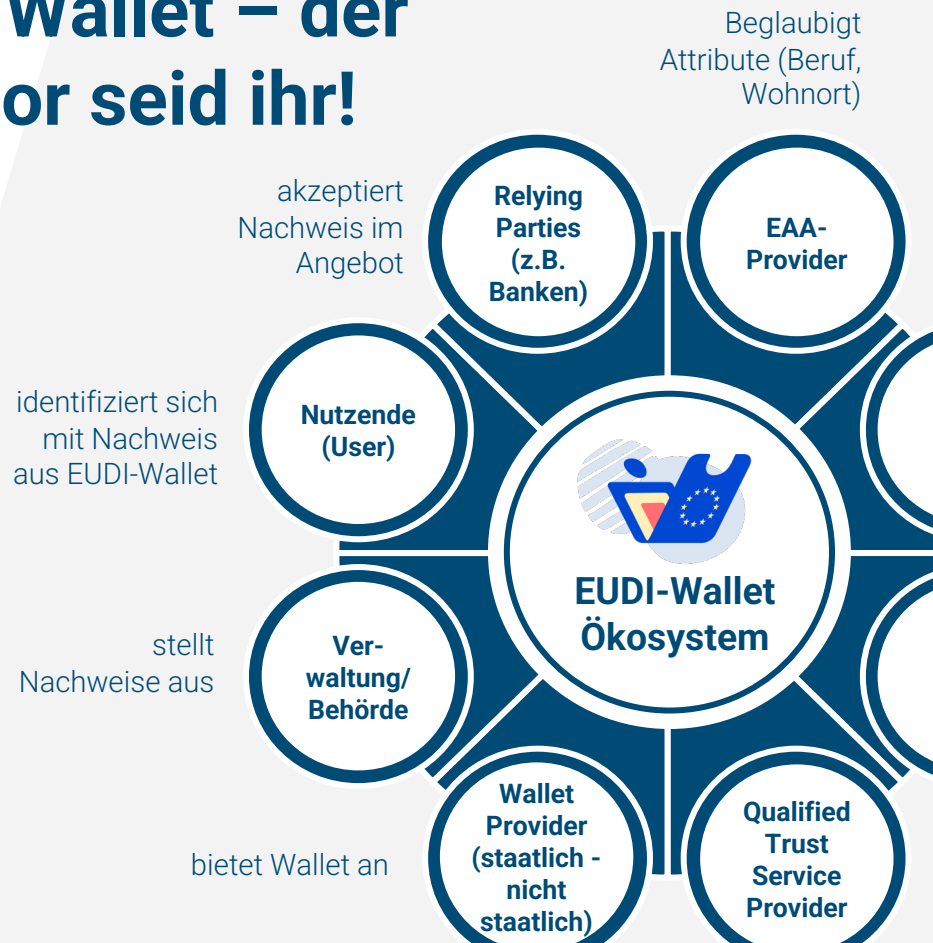 Wallet – der
or seid ihr!
Beglaubigt
Attribute (Beruf,
Wohnort)
akzeptiert
Nachweis im
Angebot
Relying
Parties
(z.B.
Banken)
EAA-
Provider
identifiziert sich
mit Nachweis
aus EUDI-Wallet
Nutzende
(User)
EUDI-Wallet
Ökosystem
stellt
Nachweise aus
Ver-
waltung/
Behörde
bietet Wallet an
Wallet
Provider
(staatlich -
nicht
staatlich)
Qualified
Trust
Service
Provider